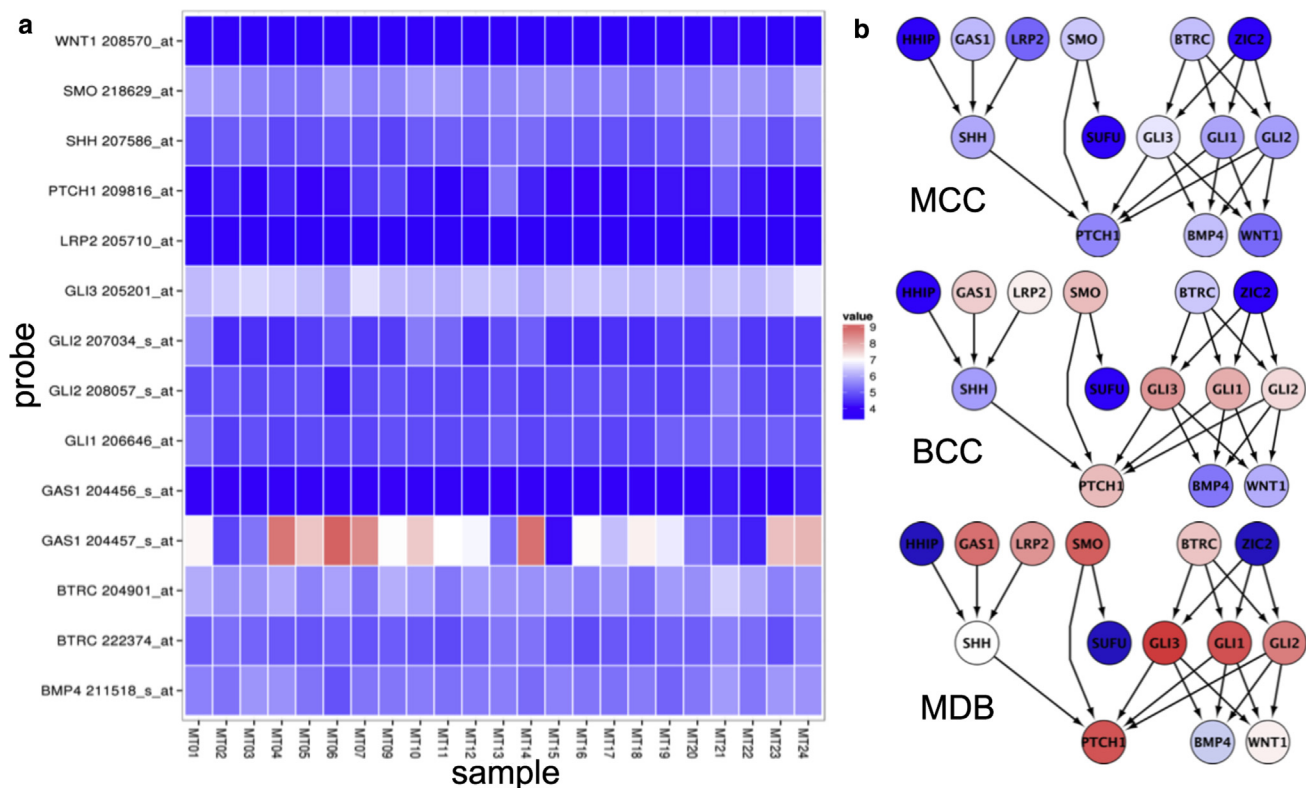 a
probe
WNT1 208570_at
SMO 218629_at
SHH 207586_at
PTCH1 209816_at
LRP2 205710_at
GLI3 205201_at
GLI2 207034_s_at
GLI2 208057_s_at
GLI1 206646_at
GAS1 204456_s_at
GAS1 204457_s_at
BTRC 204901_at
BTRC 222374_at
BMP4 211518_s_at
MT01 MT02 MT03 MT04 MT05 MT06 MT07 MT09 MT10 MT11 MT12 MT13 MT14 MT15 MT16 MT17 MT18 MT19 MT20 MT21 MT22 MT23 MT24
sample
value
9
8
7
6
5
4
b
HHIP GAS1 LRP2 SMO BTRC ZIC2
SHH SUFU GLI3 GLI1 GLI2
MCC
PTCH1 BMP4 WNT1
HHIP GAS1 LRP2 SMO BTRC ZIC2
SHH SUFU GLI3 GLI1 GLI2
BCC
PTCH1 BMP4 WNT1
HHIP GAS1 LRP2 SMO BTRC ZIC2
SHH SUFU GLI3 GLI1 GLI2
MDB
PTCH1 BMP4 WNT1